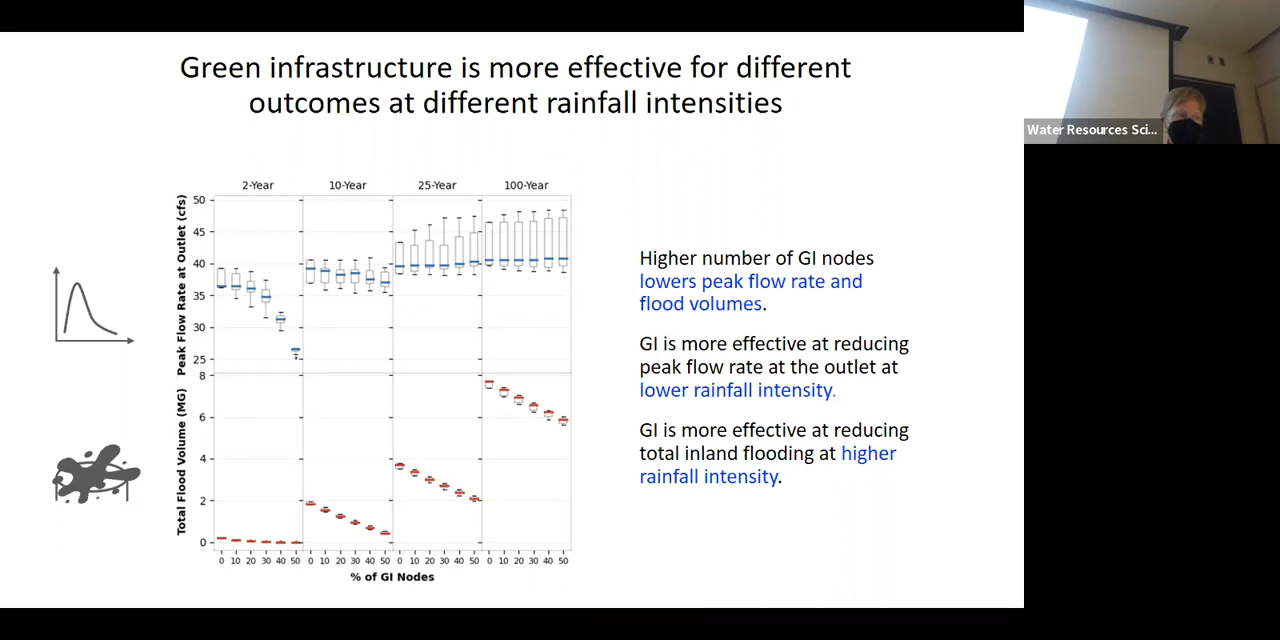 Green infrastructure is more effective for different
outcomes at different rainfall intensities
Water Resources Sci...
2-Year 10-Year 25-Year 100-Year
Peak Flow Rate at Outlet (cfs)
50
45
40
35
30
25
Total Flood Volume (MG)
8
6
4
2
0
0 10 20 30 40 50 0 10 20 30 40 50 0 10 20 30 40 50 0 10 20 30 40 50
% of GI Nodes
Higher number of GI nodes
lowers peak flow rate and
flood volumes.
GI is more effective at reducing
peak flow rate at the outlet at
lower rainfall intensity.
GI is more effective at reducing
total inland flooding at higher
rainfall intensity.